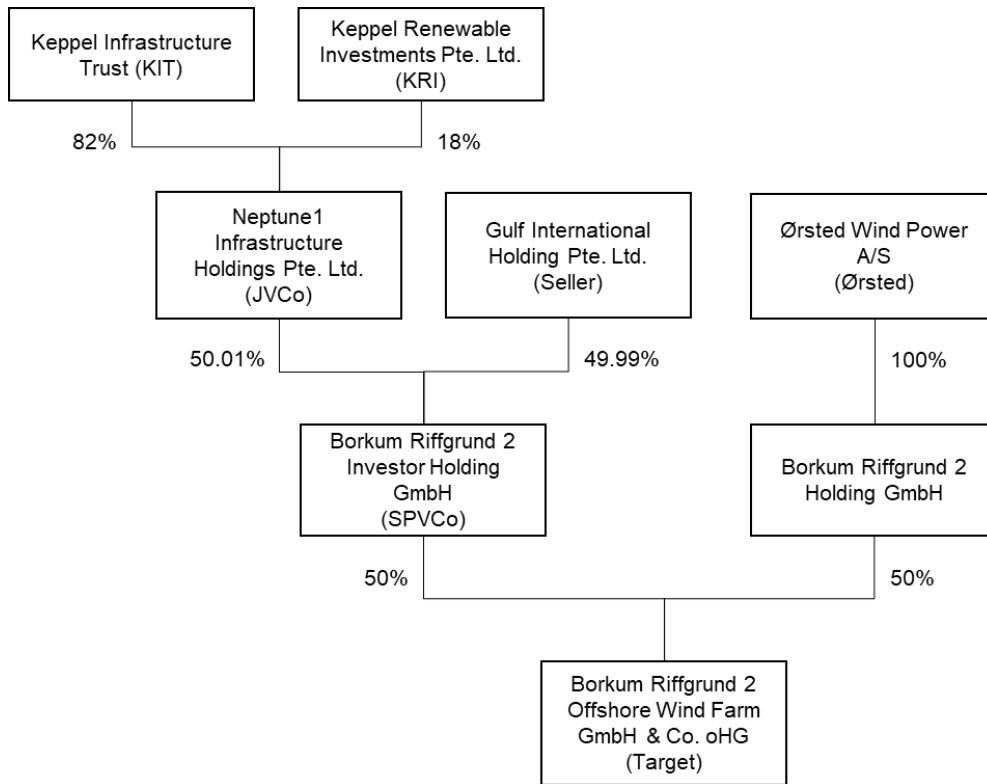 Keppel Infrastructure
Trust (KIT)
Keppel Renewable
Investments Pte. Ltd.
(KRI)
82%
18%
Neptune1
Infrastructure
Holdings Pte. Ltd.
(JVCo)
Gulf International
Holding Pte. Ltd.
(Seller)
Ørsted Wind Power
A/S
(Ørsted)
50.01%
49.99%
100%
Borkum Riffgrund 2
Investor Holding
GmbH
(SPVCo)
Borkum Riffgrund 2
Holding GmbH
50%
50%
Borkum Riffgrund 2
Offshore Wind Farm
GmbH & Co. oHG
(Target)